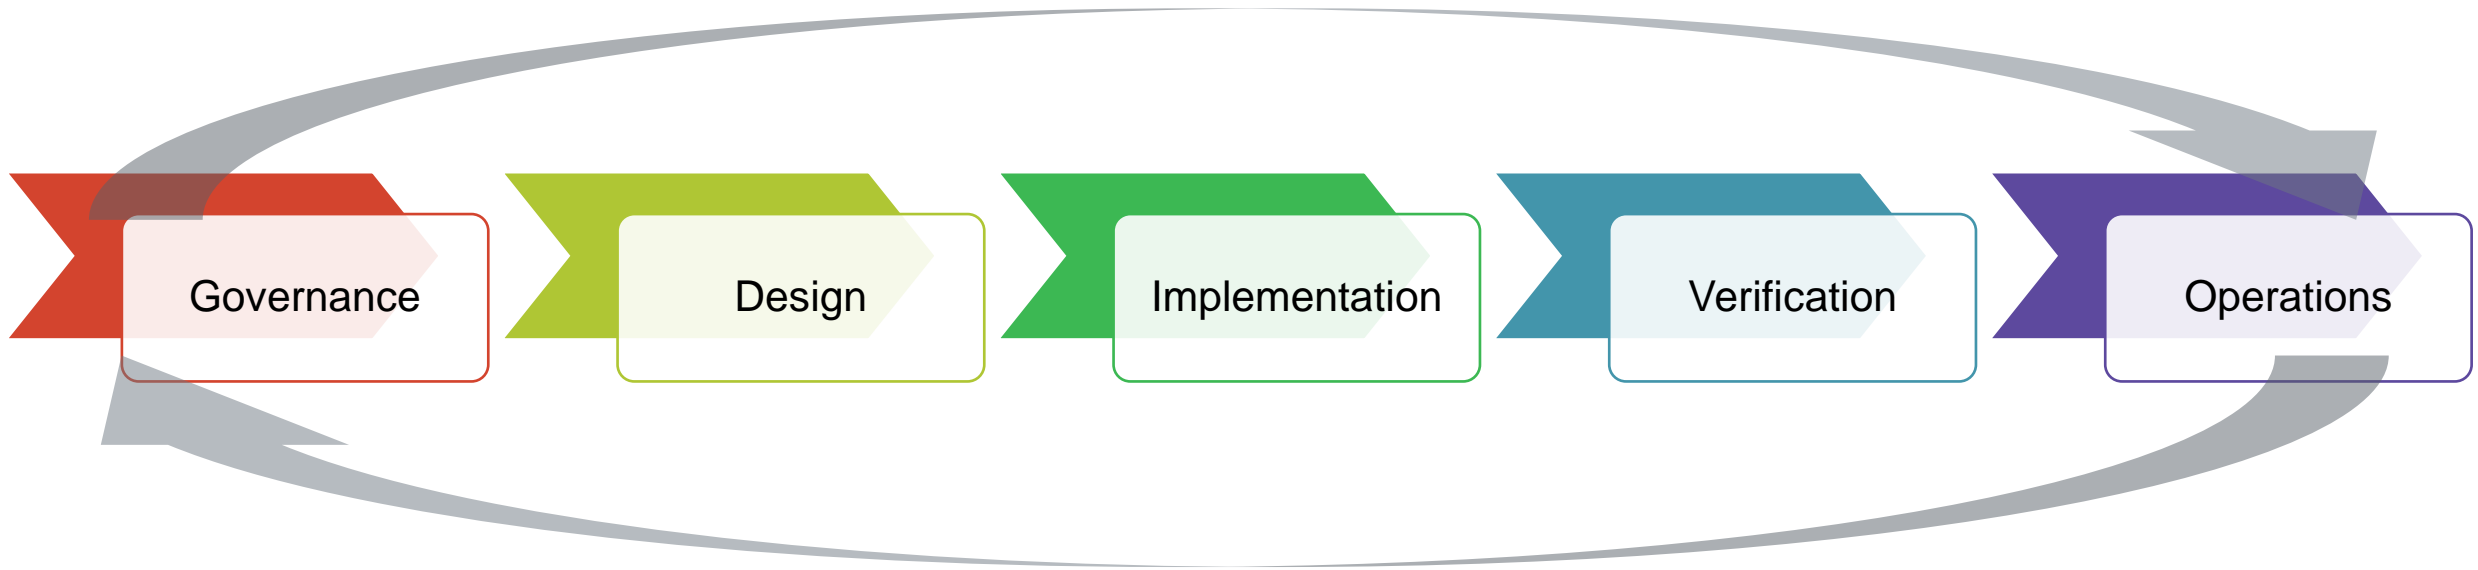 Governance
Design
Implementation
Verification
Operations